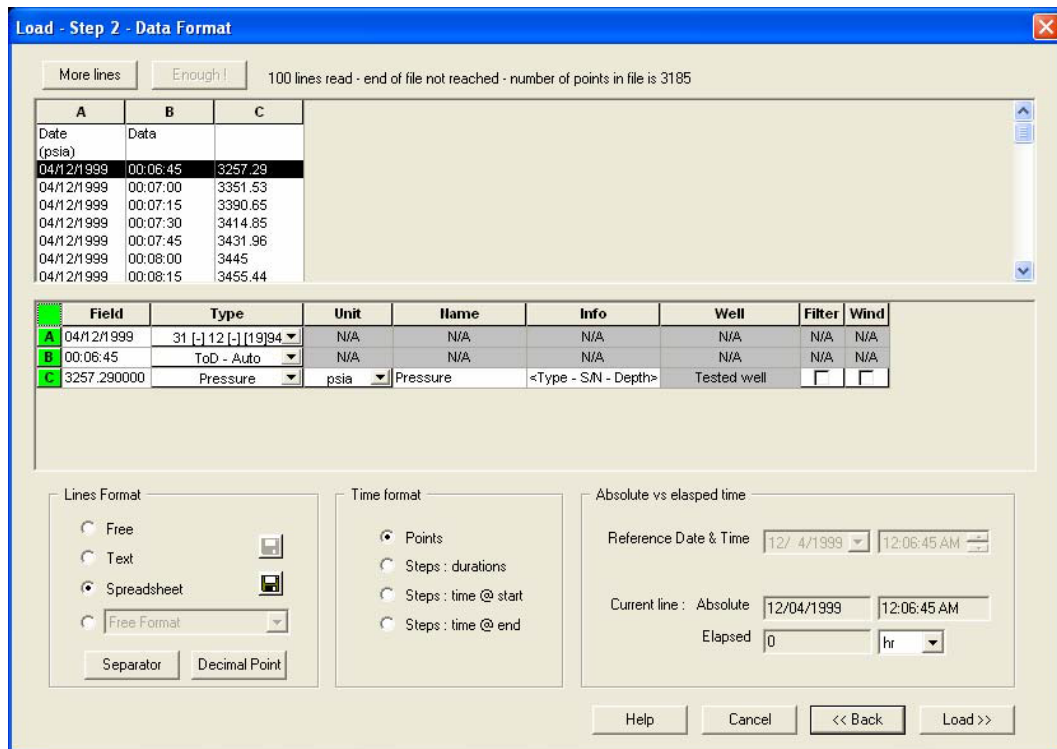 Load - Step 2 - Data Format
More lines
Enough !
100 lines read - end of file not reached - number of points in file is 3185
A B C
Date Data
(psia)
04/12/1999 00:06:45 3257.29
04/12/1999 00:07:00 3351.53
04/12/1999 00:07:15 3390.65
04/12/1999 00:07:30 3414.85
04/12/1999 00:07:45 3431.96
04/12/1999 00:08:00 3445
04/12/1999 00:08:15 3455.44
Field Type Unit Name Info Well Filter Wind
A 04/12/1999 31 [-] 12 [-] [19]94 N/A N/A N/A N/A N/A N/A
B 00:06:45 ToD - Auto N/A N/A N/A N/A N/A N/A
C 3257.290000 Pressure psia Pressure <Type - S/N - Depth> Tested well
Lines Format
Free
Text
Spreadsheet
Free Format
Separator
Decimal Point
Time format
Points
Steps : durations
Steps : time @ start
Steps : time @ end
Absolute vs elasped time
Reference Date & Time 12/ 4/1999 12:06:45 AM
Current line : Absolute 12/04/1999 12:06:45 AM
Elapsed 0 hr
Help
Cancel
<< Back
Load >>